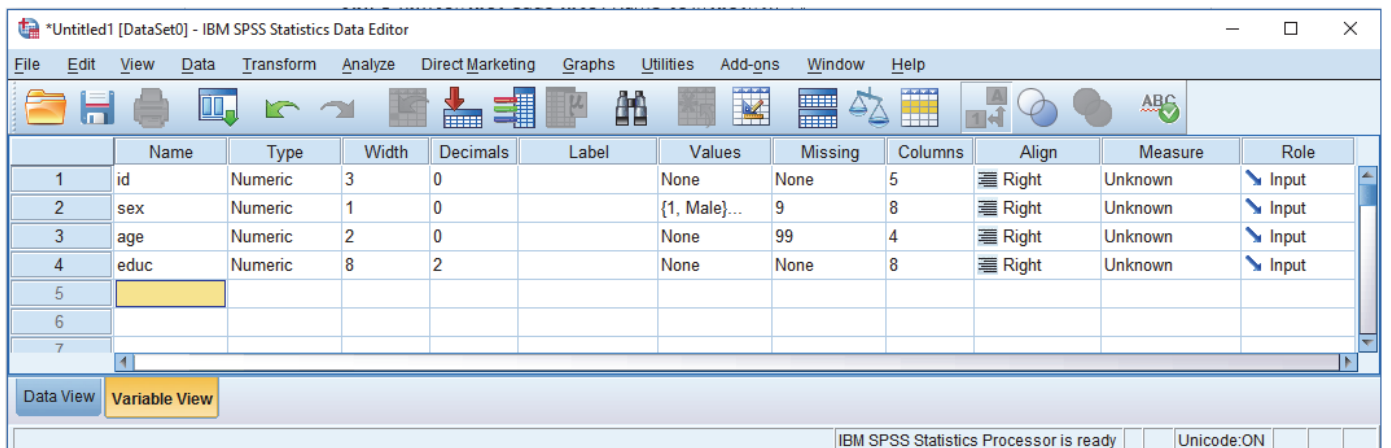 *Untitled1 [DataSet0] - IBM SPSS Statistics Data Editor
File Edit View Data Transform Analyze Direct Marketing Graphs Utilities Add-ons Window Help
A
1 4
μ
ABC
Name Type Width Decimals Label Values Missing Columns Align Measure Role
1 id Numeric 3 0 None None 5 Right Unknown Input
2 sex Numeric 1 0 {1, Male}... 9 8 Right Unknown Input
3 age Numeric 2 0 None 99 4 Right Unknown Input
4 educ Numeric 8 2 None None 8 Right Unknown Input
5
6
7
Data View Variable View
IBM SPSS Statistics Processor is ready Unicode:ON